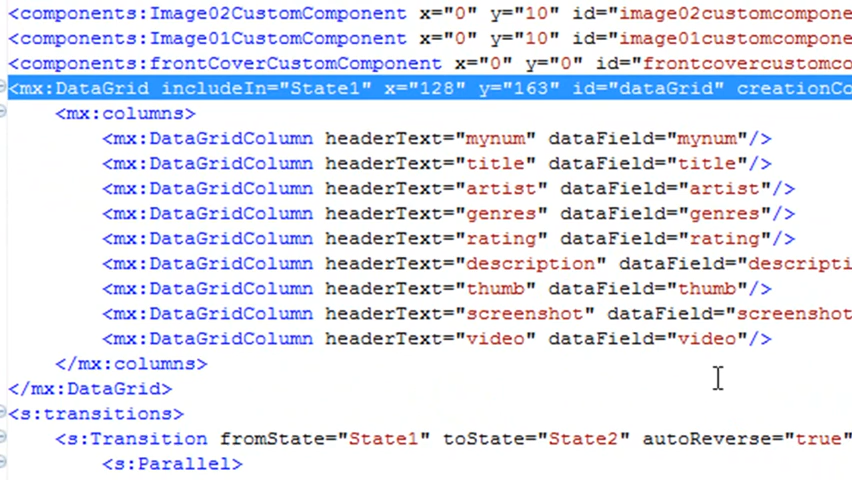 <components:Image02CustomComponent x="0" y="10" id="image02customcompone
<components:Image01CustomComponent x="0" y="10" id="image01customcompone
<components:frontCoverCustomComponent x="0" y="0" id="frontcovercustomco
<mx:DataGrid includeIn="State1" x="128" y="163" id="dataGrid" creationCo
<mx:columns>
<mx:DataGridColumn headerText="mynum" dataField="mynum"/>
<mx:DataGridColumn headerText="title" dataField="title"/>
<mx:DataGridColumn headerText="artist" dataField="artist"/>
<mx:DataGridColumn headerText="genres" dataField="genres"/>
<mx:DataGridColumn headerText="rating" dataField="rating"/>
<mx:DataGridColumn headerText="description" dataField="descripti
<mx:DataGridColumn headerText="thumb" dataField="thumb"/>
<mx:DataGridColumn headerText="screenshot" dataField="screenshot
<mx:DataGridColumn headerText="video" dataField="video"/>
</mx:columns>
</mx:DataGrid>
<s:transitions>
<s:Transition fromState="State1" toState="State2" autoReverse="true"
<s:Parallel>